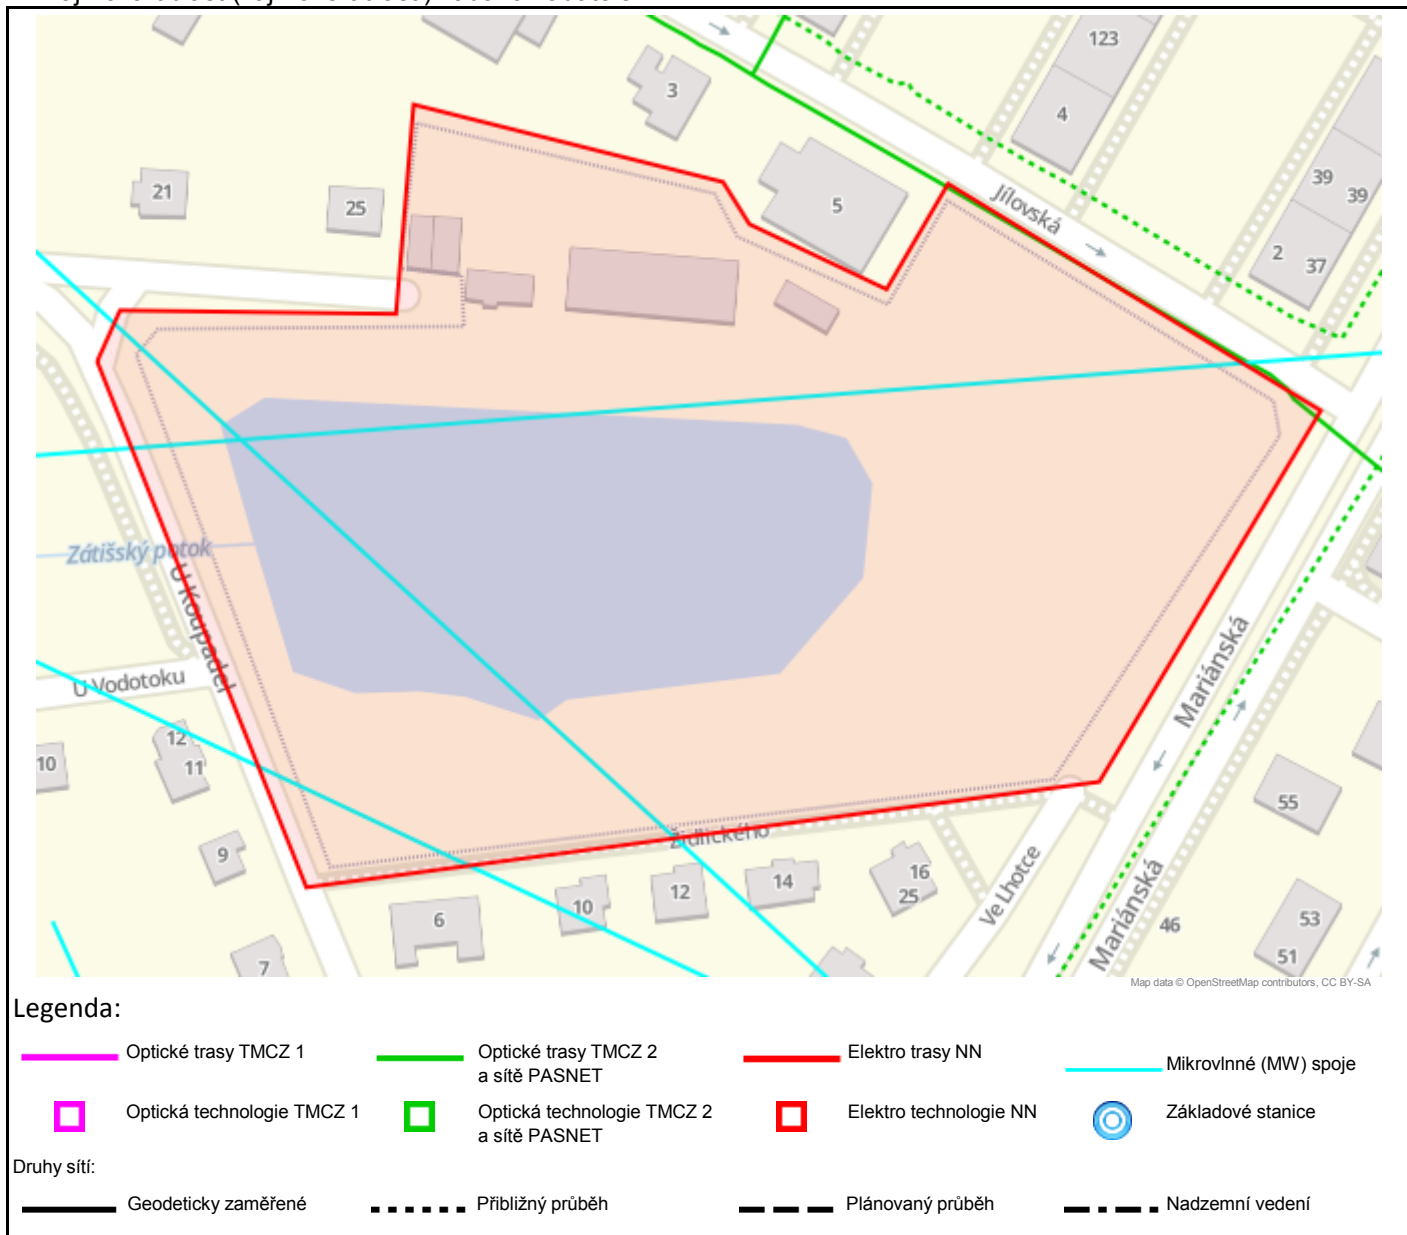 123
3
4
21
25
5
39
39
Jílovská
2
37
Zátišský potok
U Koupadel
U Vodotoku
Mariánská
12
11
10
55
Židlického
9
14
16
12
25
Ve Lhotce
10
6
Mariánská
46
53
51
7
Map data © OpenStreetMap contributors, CC BY-SA
Legenda:
Optické trasy TMCZ 1
Optické trasy TMCZ 2
a sítě PASNET
Elektro trasy NN
Mikrovlnné (MW) spoje
Optická technologie TMCZ 1
Optická technologie TMCZ 2
a sítě PASNET
Elektro technologie NN
Základové stanice
Druhy sítí:
Geodeticky zaměřené
Přibližný průběh
Plánovaný průběh
Nadzemní vedení